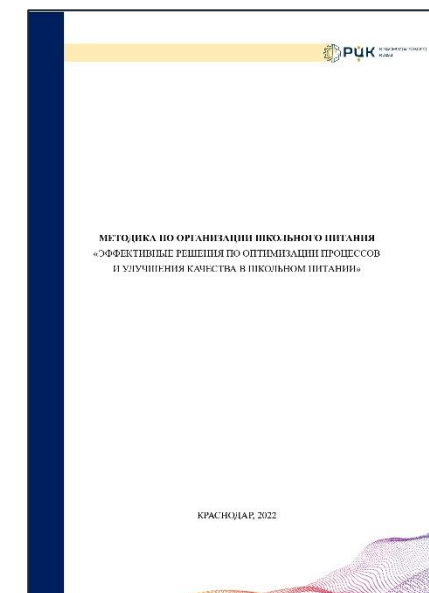 РЦК
МЕТОДИКА ПО ОРГАНИЗАЦИИ ШКОЛЬНОГО ПИТАНИЯ
«ЭФФЕКТИВНЫЕ РЕШЕНИЯ ПО ОПТИМИЗАЦИИ ПРОЦЕССОВ
И УЛУЧШЕНИЯ КАЧЕСТВА В ШКОЛЬНОМ ПИТАНИИ»
КРАСНОДАР, 2022